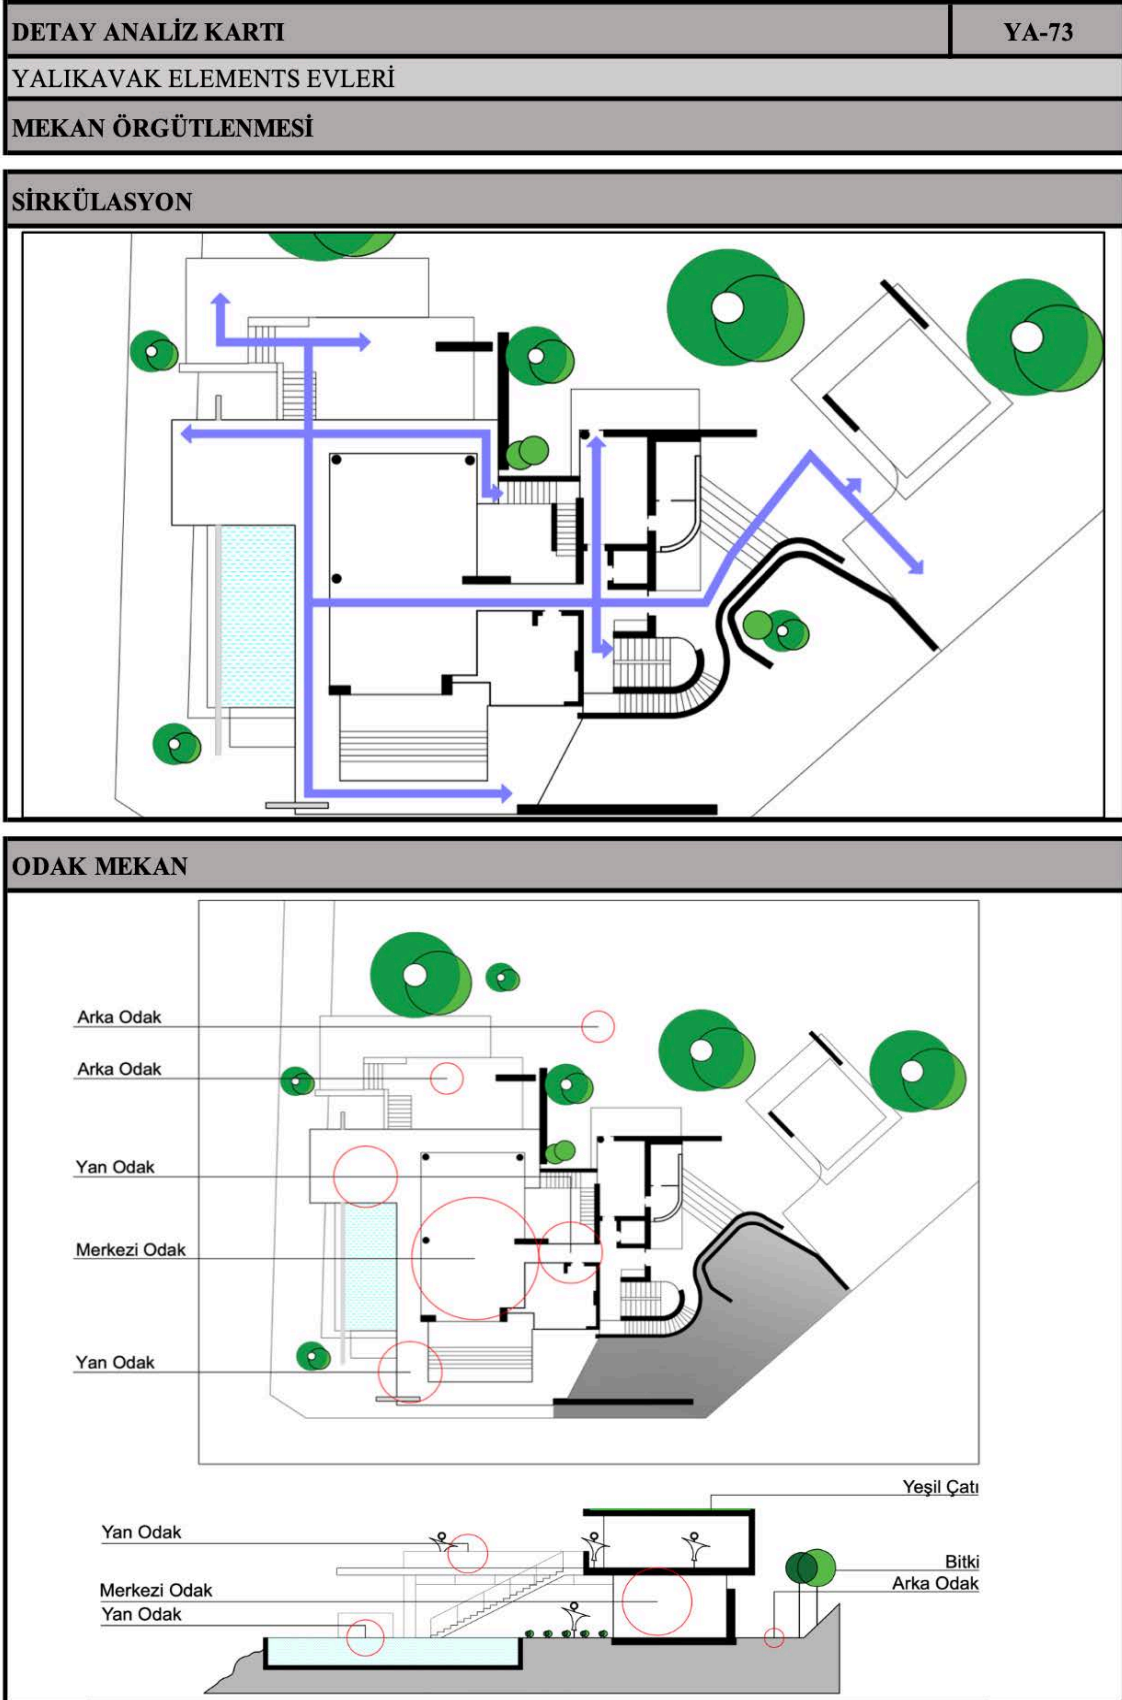 DETAY ANALİZ KARTI
YA-73
YALIKAVAK ELEMENTS EVLERİ
MEKAN ÖRGÜTLENMESİ
SİRKÜLASYON
ODAK MEKAN
Arka Odak
Arka Odak
Yan Odak
Merkezi Odak
Yan Odak
Yeşil Çatı
Yan Odak
Bitki
Arka Odak
Merkezi Odak
Yan Odak